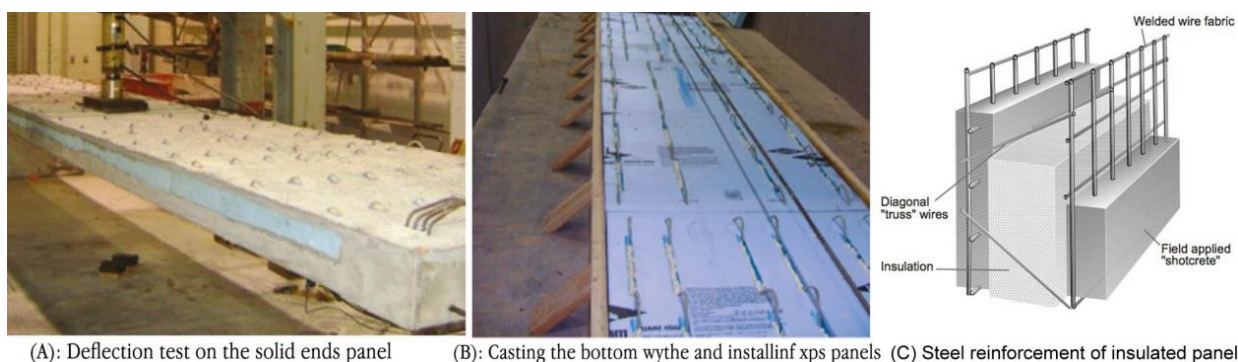 Welded wire fabric
Diagonal
"truss" wires
Insulation
Field applied
"shotcrete"
(A): Deflection test on the solid ends panel
(B): Casting the bottom wythe and installinf xps panels
(C) Steel reinforcement of insulated panel